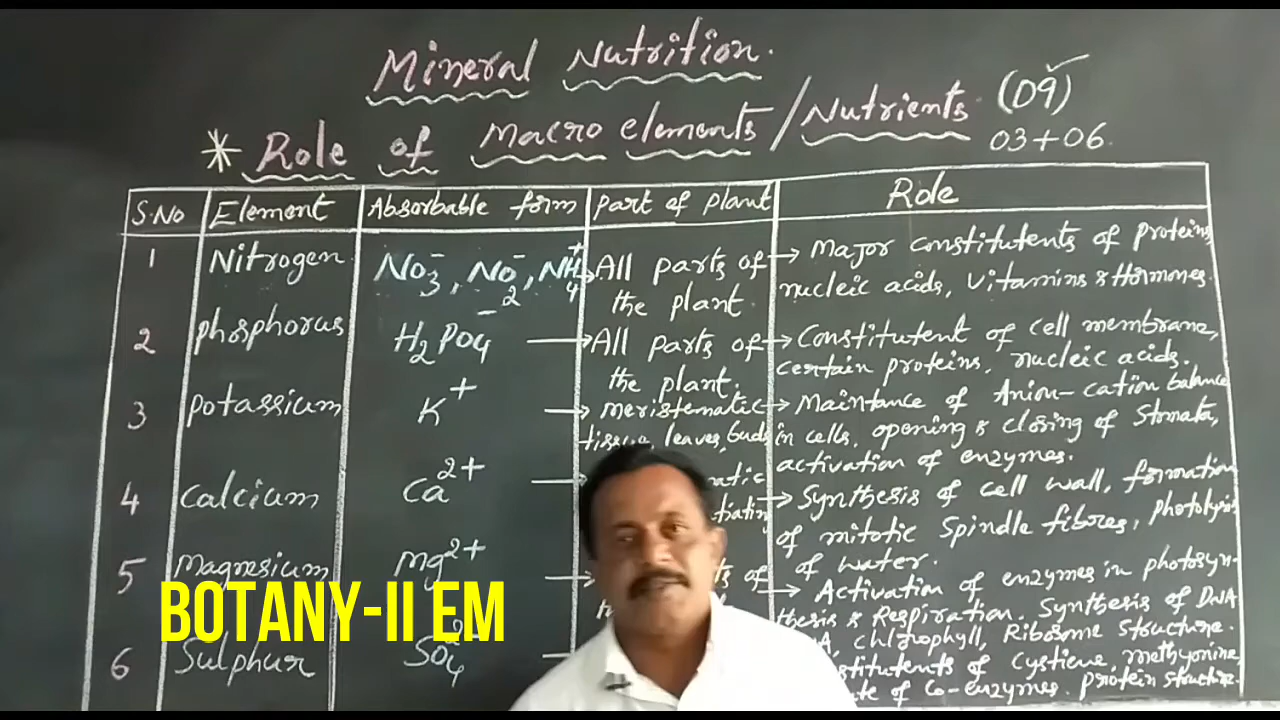 Mineral Nutrition.
* Role of Macro elements / Nutrients. (09)
03+06.
S.No Element Absorbable form Part of plant Role
1 Nitrogen. NO3-, NO2-, NH4+ → All parts of the plant. → Major constitutents of proteins, nucleic acids, vitamins & Hormones.
2 phosphorus H2PO4- → All parts of the plant. → Constitutent of cell membrane, certain proteins, nucleic acids.
3 potassium K+ → meristematic tissue, leaves, buds → Maintance of Anion-cation balance in cells, opening & closing of Stomata, activation of enzymes.
4 Calcium Ca2+ → → Synthesis of cell wall, formation of mitotic spindle fibres, photolysis of water.
5 Magnesium Mg2+ → of → Activation of enzymes in photosyn-thesis & Respiration. Synthesis of DNA chlorophyll, Ribosome structure.
6 Sulphur SO4 of cystiene, methyonine, of Co-enzymes. protein structure.
BOTANY-II EM